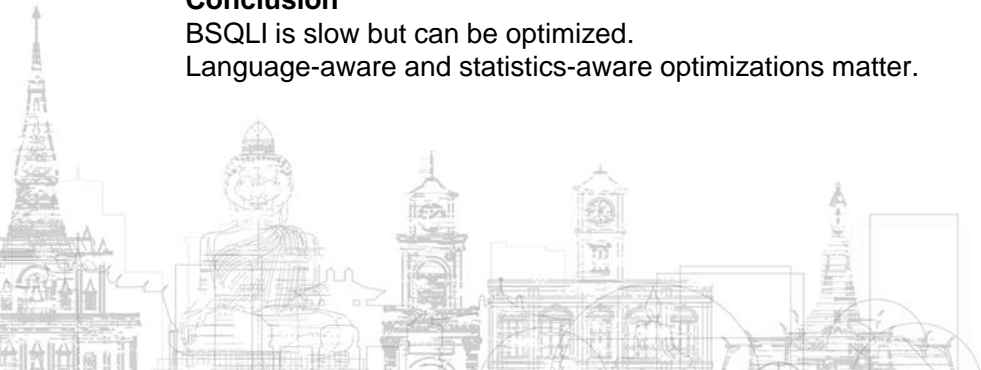 Conclusion
BSQLI is slow but can be optimized.
Language-aware and statistics-aware optimizations matter.